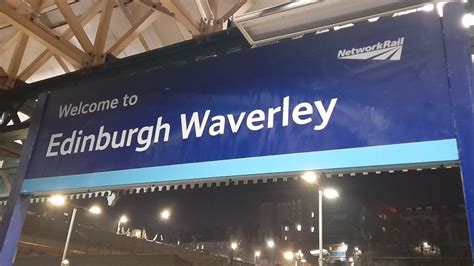 NetworkRail
Welcome to
Edinburgh Waverley